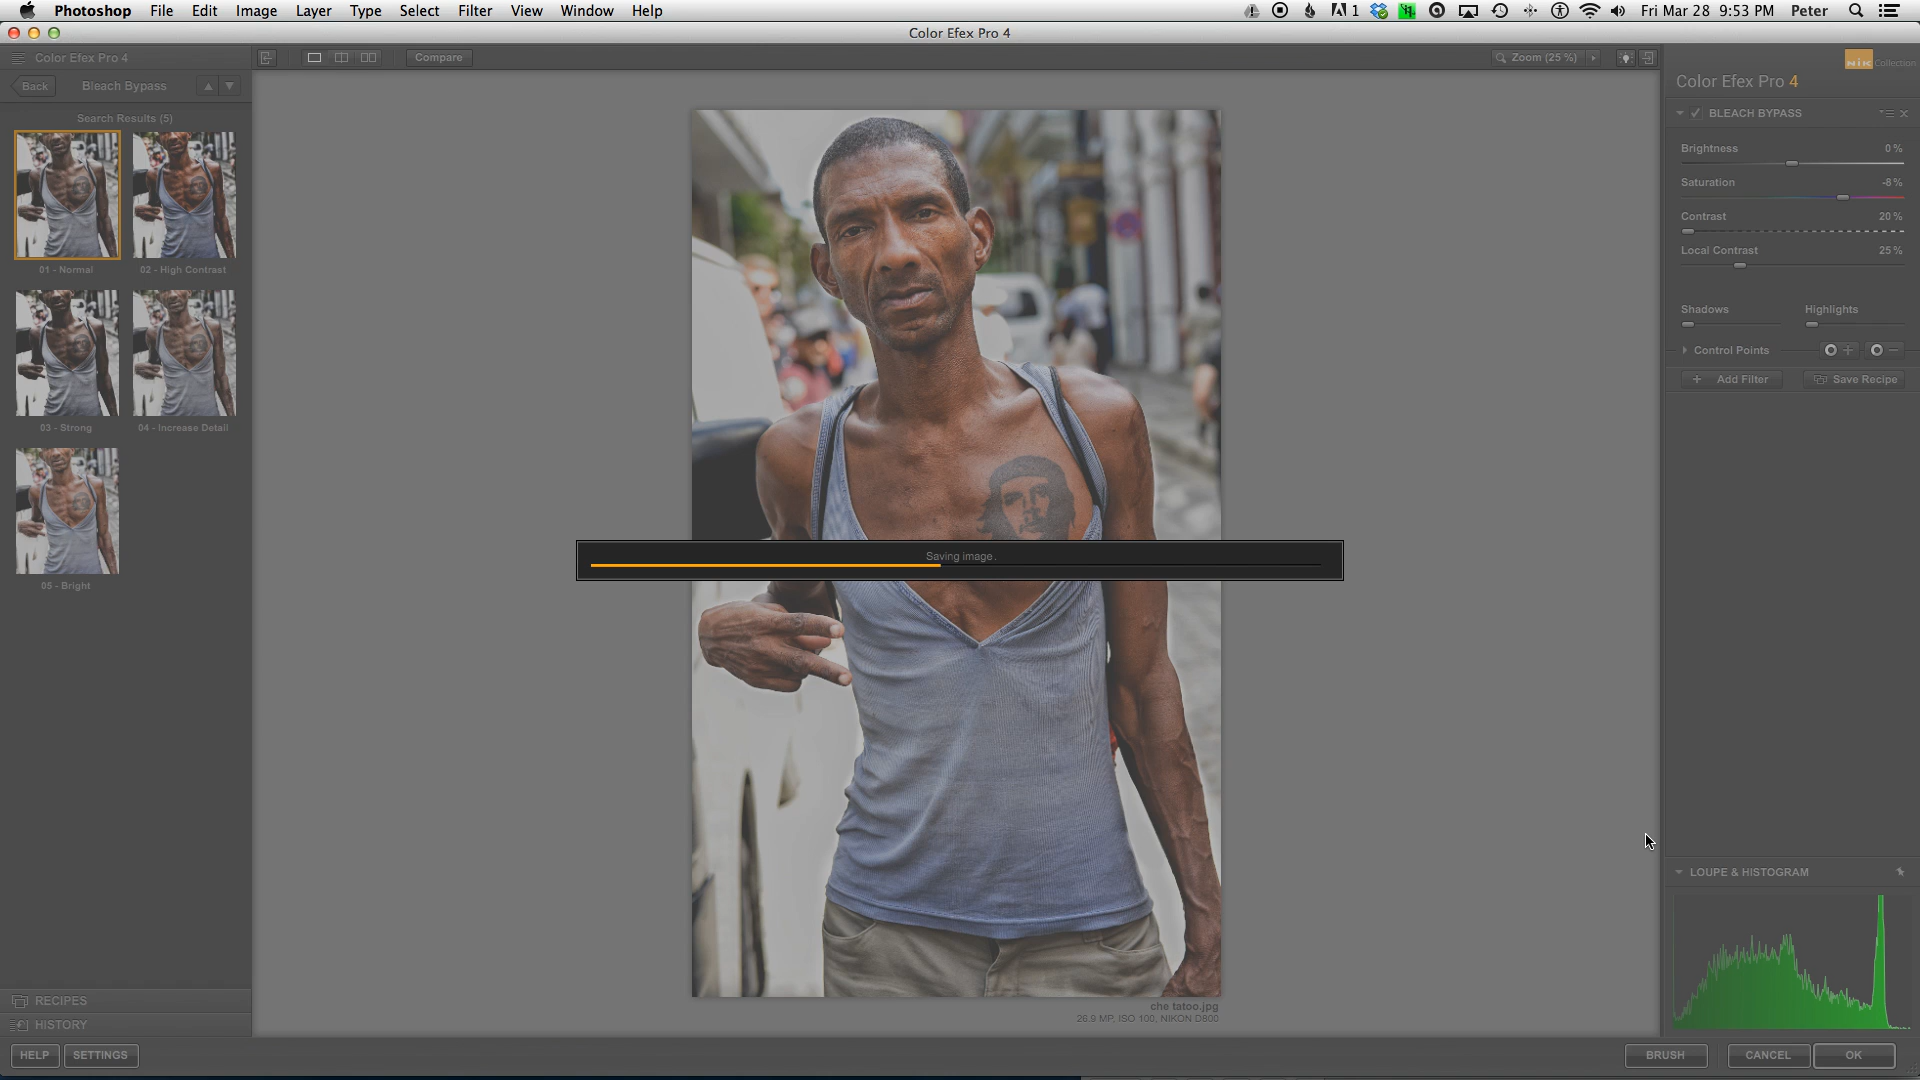 Photoshop File Edit Image Layer Type Select Filter View Window Help 1 Fri Mar 28 9:53 PM Peter
Color Efex Pro 4
Color Efex Pro 4
Compare
Zoom (25 %)
Nik Collection
Color Efex Pro 4
Back
Bleach Bypass
Search Results (5)
01 - Normal
02 - High Contrast
03 - Strong
04 - Increase Detail
05 - Bright
BLEACH BYPASS
Brightness 0 %
Saturation -8 %
Contrast 20 %
Local Contrast 25 %
Shadows Highlights
Control Points
+ Add Filter
Save Recipe
Saving image.
LOUPE & HISTOGRAM
che tatoo.jpg
26.9 MP, ISO 100, NIKON D800
RECIPES
HISTORY
HELP SETTINGS
BRUSH CANCEL OK